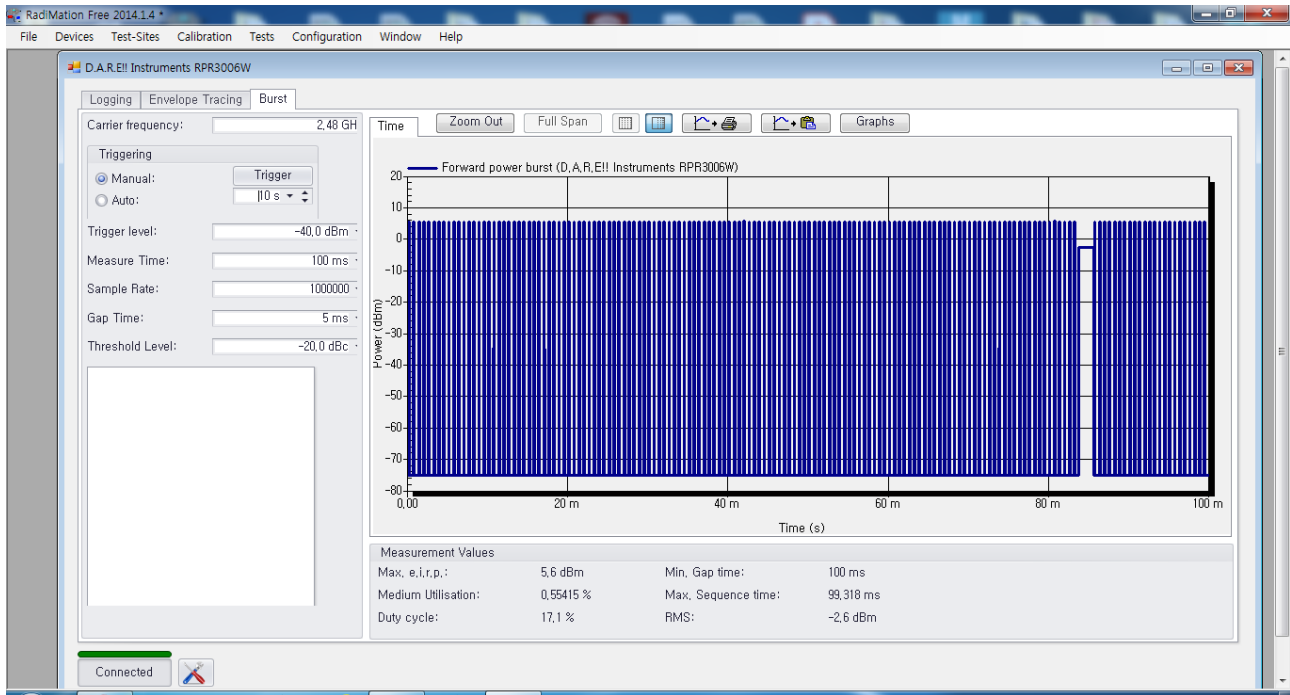 RadiMation Free 2014.1.4 *
File Devices Test-Sites Calibration Tests Configuration Window Help
D.A.R.E!! Instruments RPR3006W
Logging Envelope Tracing Burst
Carrier frequency: 2,48 GH
Triggering
Manual: Trigger
Auto: 10 s
Trigger level: -40,0 dBm
Measure Time: 100 ms
Sample Rate: 1000000
Gap Time: 5 ms
Threshold Level: -20,0 dBc
Time Zoom Out Full Span Graphs
Forward power burst (D,A,R,E!! Instruments RPR3006W)
20
10
0
-10
-20
-30
-40
-50
-60
-70
-80
Power (dBm)
0,00 20 m 40 m 60 m 80 m 100 m
Time (s)
Measurement Values
Max, e,i,r,p,: 5,6 dBm Min, Gap time: 100 ms
Medium Utilisation: 0,55415 % Max, Sequence time: 99,318 ms
Duty cycle: 17,1 % RMS: -2,6 dBm
Connected